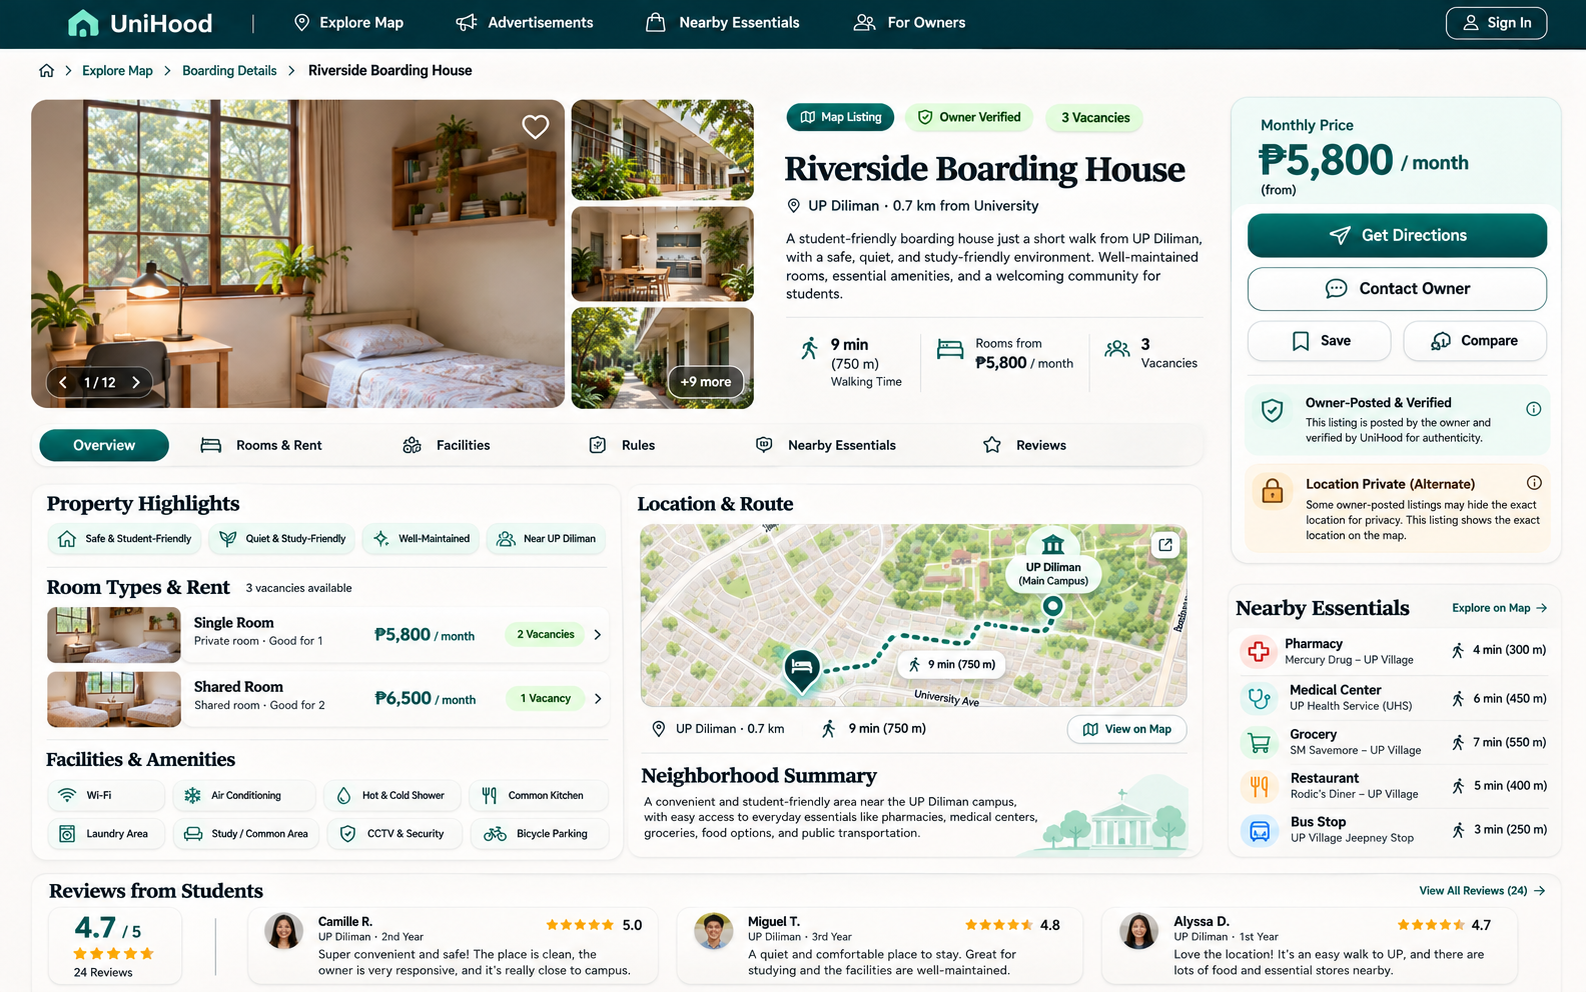 UniHood
Explore Map
Advertisements
Nearby Essentials
For Owners
Sign In
Explore Map
Boarding Details
Riverside Boarding House
1 / 12
+9 more
Map Listing
Owner Verified
3 Vacancies
Riverside Boarding House
UP Diliman · 0.7 km from University
A student-friendly boarding house just a short walk from UP Diliman,
with a safe, quiet, and study-friendly environment. Well-maintained
rooms, essential amenities, and a welcoming community for
students.
9 min
(750 m)
Walking Time
Rooms from
₱5,800 / month
3
Vacancies
Monthly Price
₱5,800 / month
(from)
Get Directions
Contact Owner
Save
Compare
Owner-Posted & Verified
This listing is posted by the owner and
verified by UniHood for authenticity.
Location Private (Alternate)
Some owner-posted listings may hide the exact
location for privacy. This listing shows the exact
location on the map.
Overview
Rooms & Rent
Facilities
Rules
Nearby Essentials
Reviews
Property Highlights
Safe & Student-Friendly
Quiet & Study-Friendly
Well-Maintained
Near UP Diliman
Room Types & Rent
3 vacancies available
Single Room
Private room · Good for 1
₱5,800 / month
2 Vacancies
Shared Room
Shared room · Good for 2
₱6,500 / month
1 Vacancy
Facilities & Amenities
Wi-Fi
Air Conditioning
Hot & Cold Shower
Common Kitchen
Laundry Area
Study / Common Area
CCTV & Security
Bicycle Parking
Location & Route
UP Diliman
(Main Campus)
9 min (750 m)
University Ave
UP Diliman · 0.7 km
9 min (750 m)
View on Map
Neighborhood Summary
A convenient and student-friendly area near the UP Diliman campus,
with easy access to everyday essentials like pharmacies, medical centers,
groceries, food options, and public transportation.
Nearby Essentials
Explore on Map
Pharmacy
Mercury Drug – UP Village
4 min (300 m)
Medical Center
UP Health Service (UHS)
6 min (450 m)
Grocery
SM Savemore – UP Village
7 min (550 m)
Restaurant
Rodic's Diner – UP Village
5 min (400 m)
Bus Stop
UP Village Jeepney Stop
3 min (250 m)
Reviews from Students
View All Reviews (24)
4.7 / 5
24 Reviews
Camille R.
UP Diliman · 2nd Year
5.0
Super convenient and safe! The place is clean, the
owner is very responsive, and it's really close to campus.
Miguel T.
UP Diliman · 3rd Year
4.8
A quiet and comfortable place to stay. Great for
studying and the facilities are well-maintained.
Alyssa D.
UP Diliman · 1st Year
4.7
Love the location! It's an easy walk to UP, and there are
lots of food and essential stores nearby.